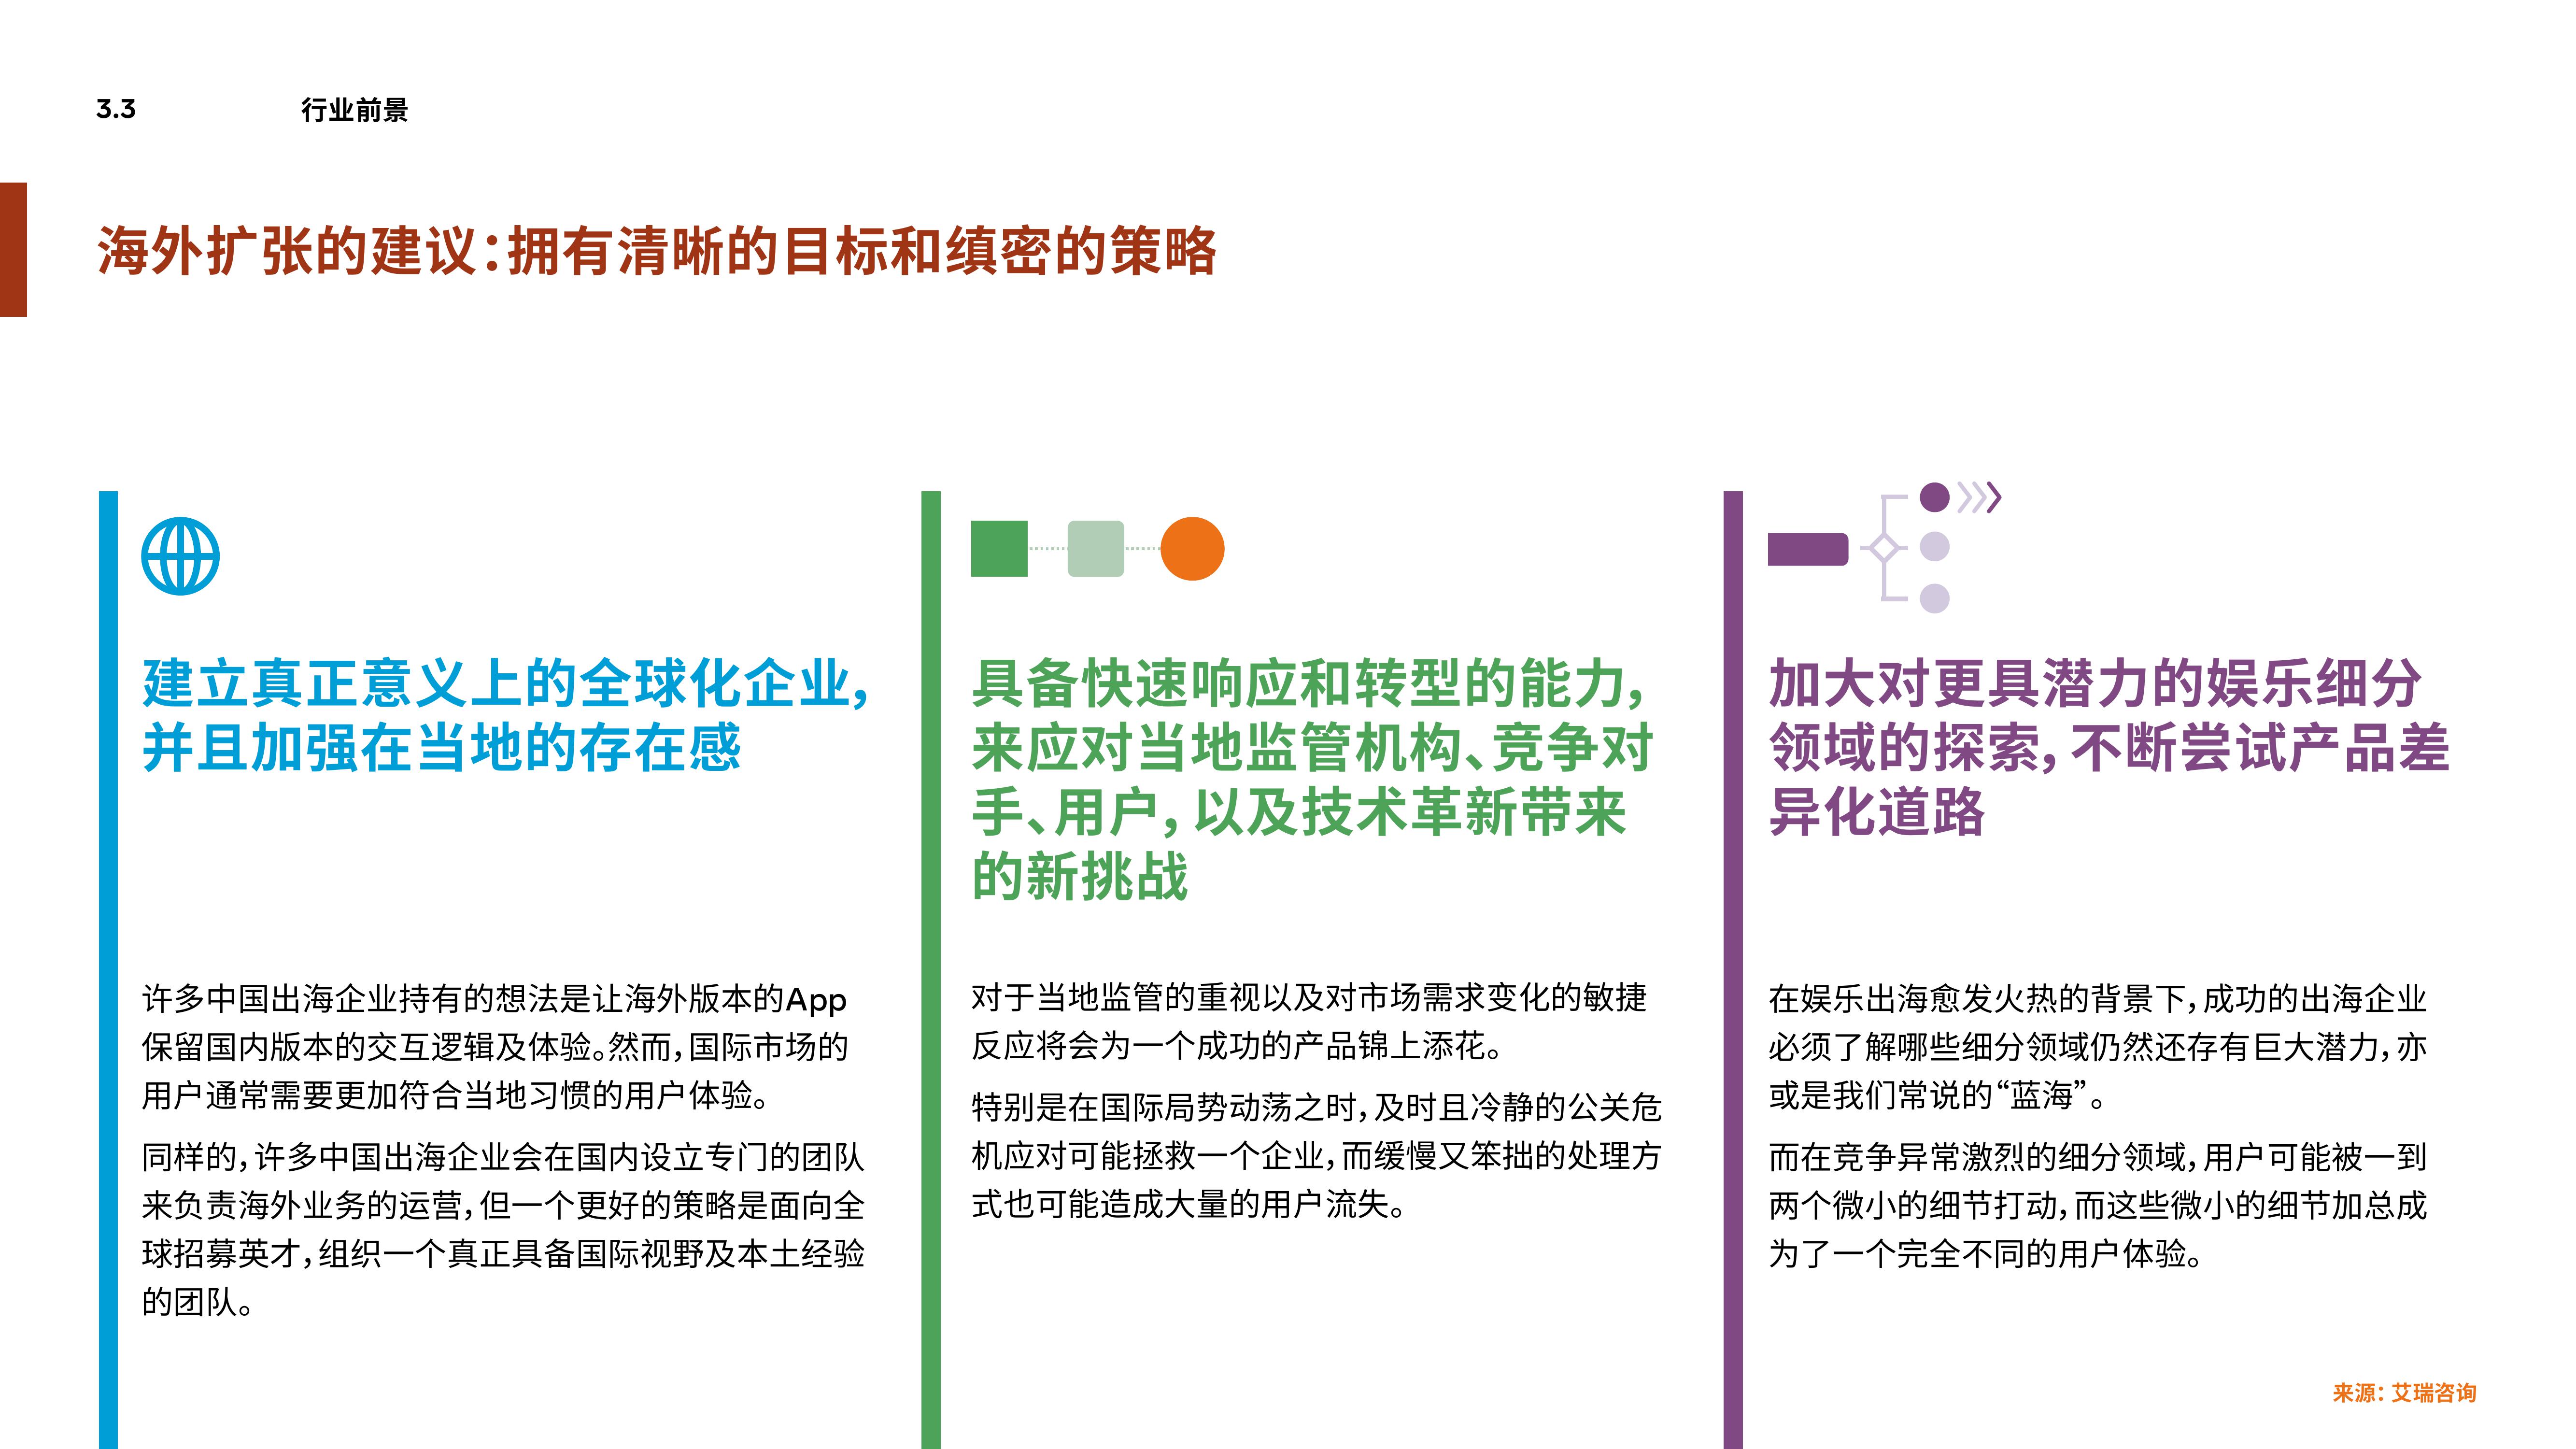 3.3
行业前景
海外扩张的建议：拥有清晰的目标和缜密的策略
建立真正意义上的全球化企业，
并且加强在当地的存在感
许多中国出海企业持有的想法是让海外版本的App
保留国内版本的交互逻辑及体验。然而，国际市场的
用户通常需要更加符合当地习惯的用户体验。
同样的，许多中国出海企业会在国内设立专门的团队
来负责海外业务的运营，但一个更好的策略是面向全
球招募英才，组织一个真正具备国际视野及本土经验
的团队。
具备快速响应和转型的能力，
来应对当地监管机构、竞争对
手、用户，以及技术革新带来
的新挑战
对于当地监管的重视以及对市场需求变化的敏捷
反应将会为一个成功的产品锦上添花。
特别是在国际局势动荡之时，及时且冷静的公关危
机应对可能拯救一个企业，而缓慢又笨拙的处理方
式也可能造成大量的用户流失。
加大对更具潜力的娱乐细分
领域的探索，不断尝试产品差
异化道路
在娱乐出海愈发火热的背景下，成功的出海企业
必须了解哪些细分领域仍然还存有巨大潜力，亦
或是我们常说的“蓝海”。
而在竞争异常激烈的细分领域，用户可能被一到
两个微小的细节打动，而这些微小的细节加总成
为了一个完全不同的用户体验。
来源：艾瑞咨询